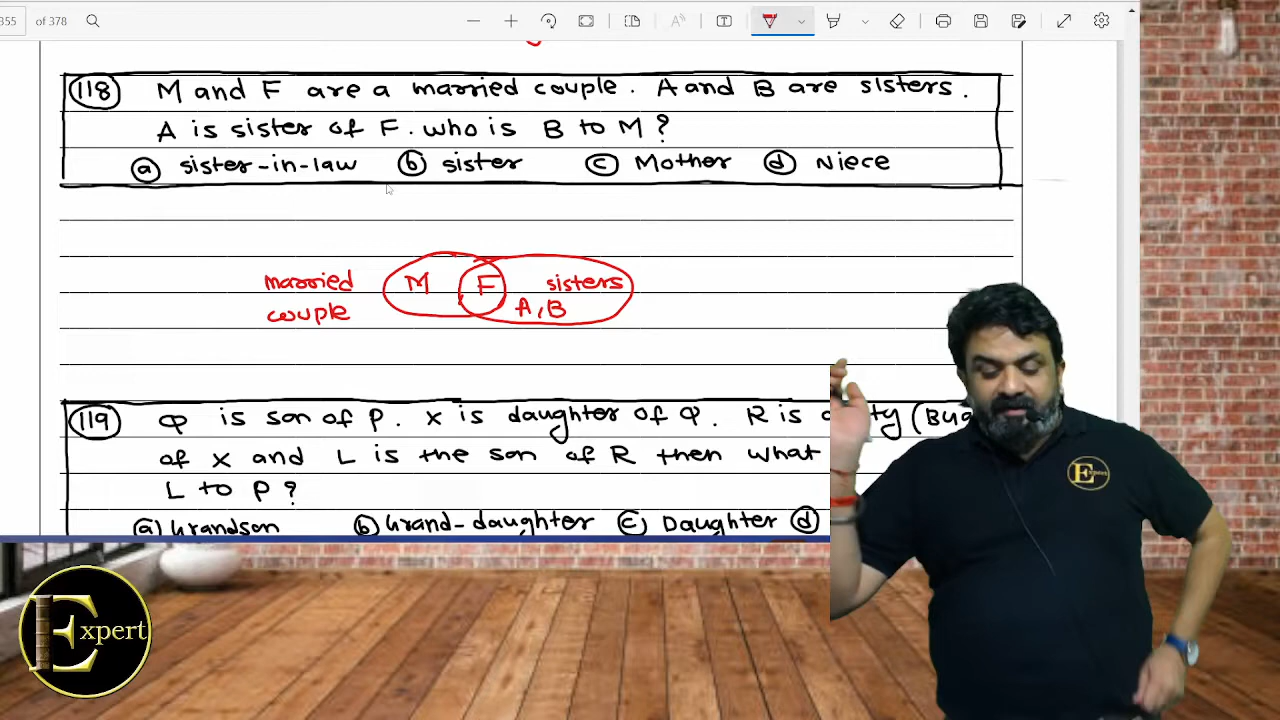 355 of 378
118 M and F are a married couple. A and B are sisters.
A is sister of F. who is B to M?
a sister-in-law b sister c Mother d Niece
married couple
M F sisters
A, B
119 Q is son of P. X is daughter of Q. R is
of X and L is the son of R then what
L to P?
a Grandson b Grand-daughter c Daughter d
Expert
Expert